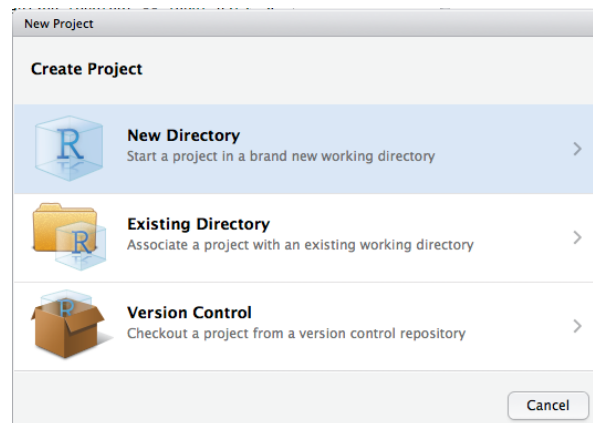 New Project
Create Project
R
New Directory
Start a project in a brand new working directory
R
Existing Directory
Associate a project with an existing working directory
R
Version Control
Checkout a project from a version control repository
Cancel